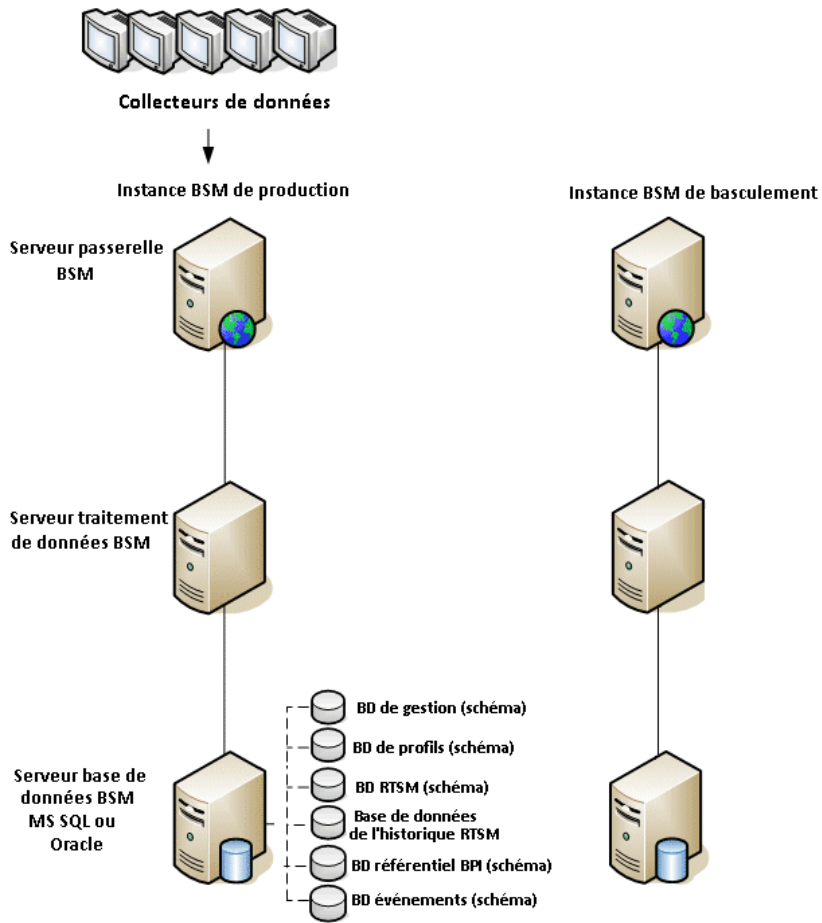 Collecteurs de données
Instance BSM de production
Instance BSM de basculement
Serveur passerelle
BSM
Serveur traitement
de données BSM
BD de gestion (schéma)
BD de profils (schéma)
Serveur base de
données BSM
MS SQL ou
Oracle
BD RTSM (schéma)
Base de données
de l'historique RTSM
BD référentiel BPI (schéma)
BD événements (schéma)